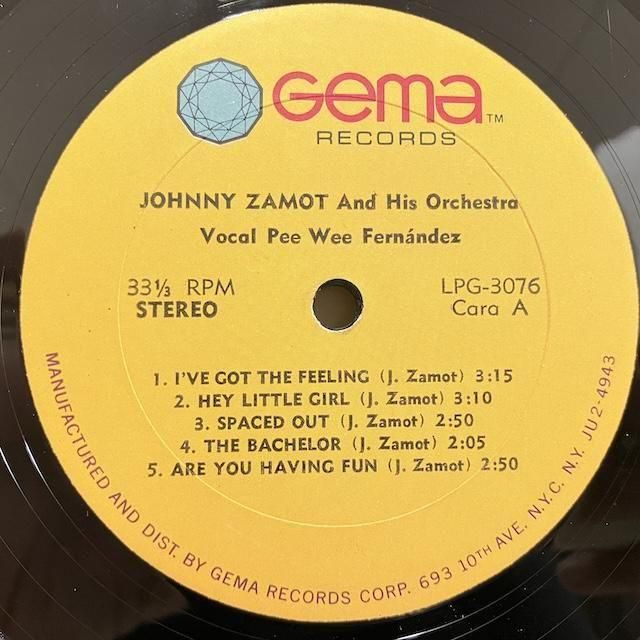 Gema TM
RECORDS
JOHNNY ZAMOT And His Orchestra
Vocal Pee Wee Fernández
33⅓ RPM
STEREO
LPG-3076
Cara A
1. I'VE GOT THE FEELING (J. Zamot) 3:15
2. HEY LITTLE GIRL (J. Zamot) 3:10
3. SPACED OUT (J. Zamot) 2:50
4. THE BACHELOR (J. Zamot) 2:05
5. ARE YOU HAVING FUN (J. Zamot) 2:50
MANUFACTURED AND DIST. BY GEMA RECORDS CORP. 693 10TH AVE. N.Y.C. N.Y. JU 2-4943